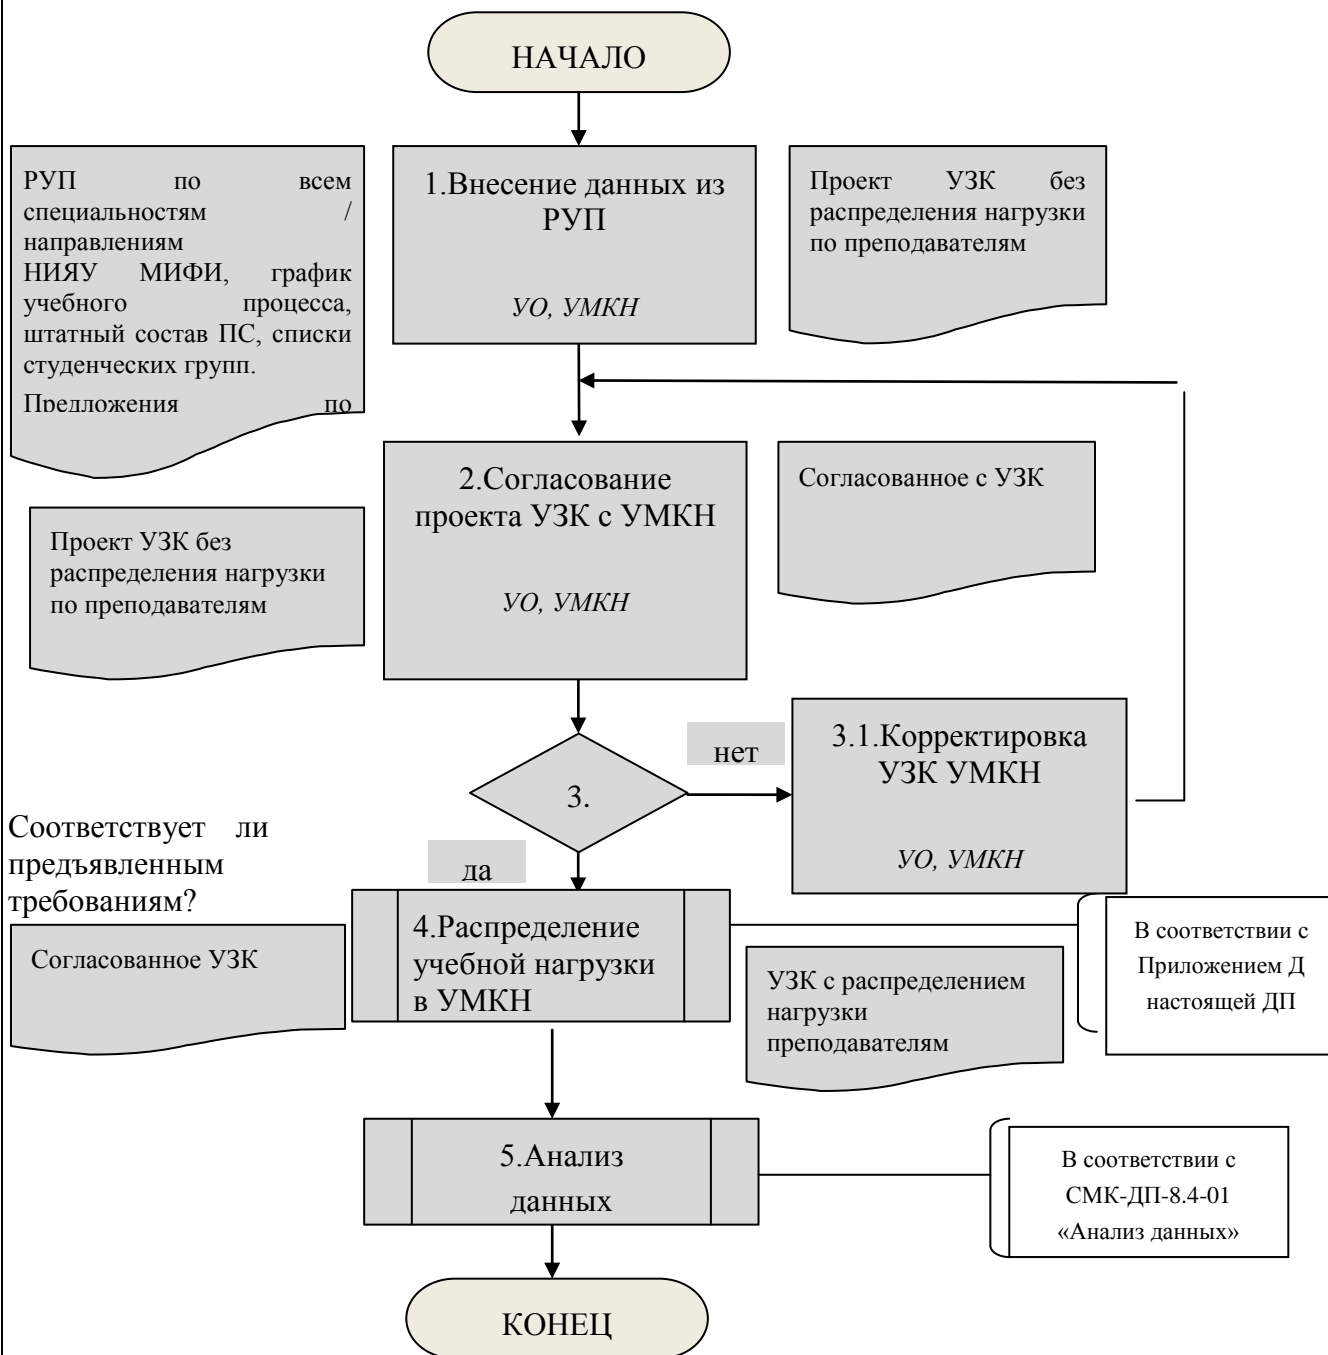 НАЧАЛО
РУП по всем
специальностям /
направлениям
НИЯУ МИФИ, график
учебного процесса,
штатный состав ПС, списки
студенческих групп.
Предложения по
1.Внесение данных из
РУП
УО, УМКН
Проект УЗК без
распределения нагрузки
по преподавателям
Проект УЗК без
распределения нагрузки
по преподавателям
2.Согласование
проекта УЗК с УМКН
УО, УМКН
Согласованное с УЗК
3.
нет
3.1.Корректировка
УЗК УМКН
УО, УМКН
Соответствует ли
предъявленным
требованиям?
да
Согласованное УЗК
4.Распределение
учебной нагрузки
в УМКН
УЗК с распределением
нагрузки
преподавателям
В соответствии с
Приложением Д
настоящей ДП
5.Анализ
данных
В соответствии с
СМК-ДП-8.4-01
«Анализ данных»
КОНЕЦ